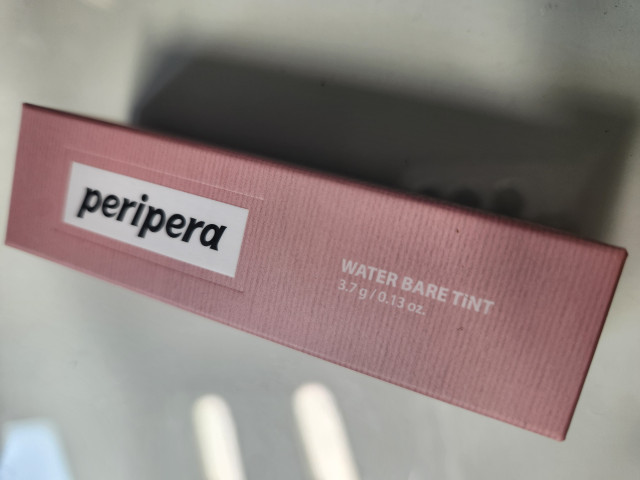 peripera
WATER BARE TiNT
3.7 g / 0.13 oz.